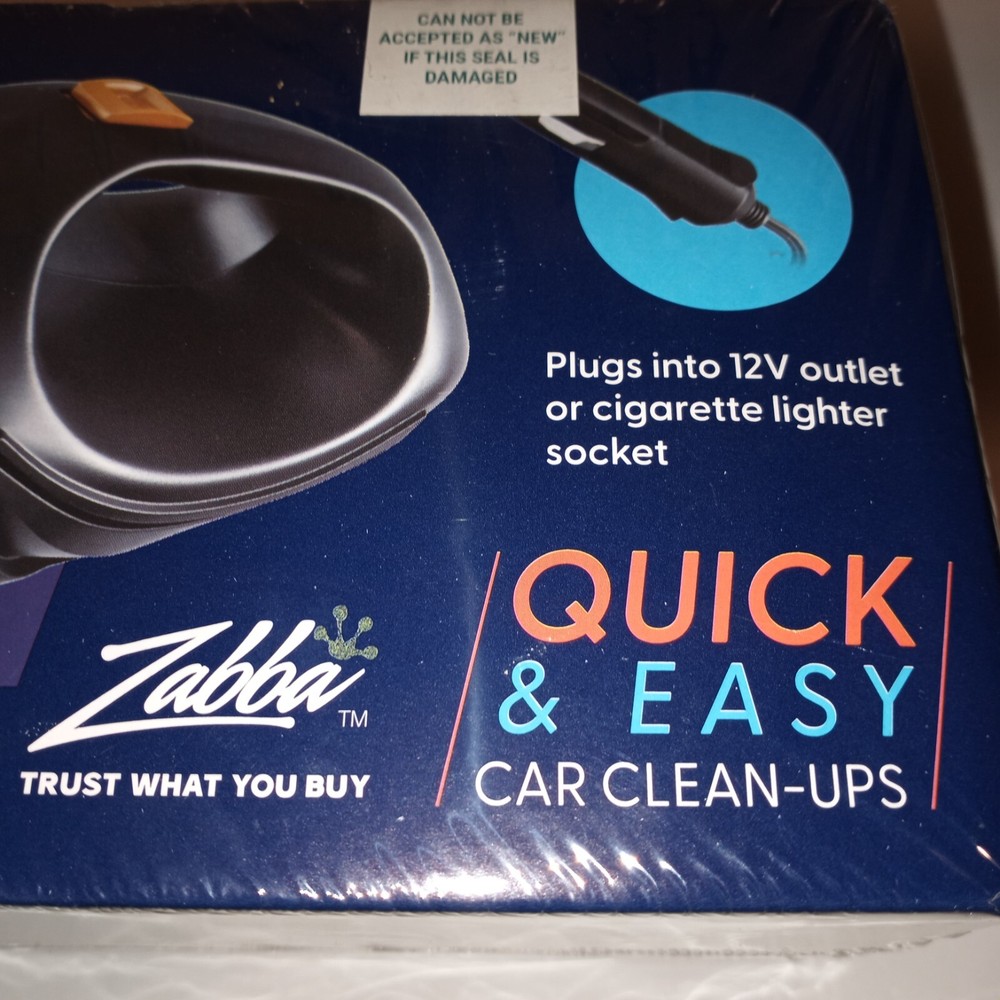 CAN NOT BE
ACCEPTED AS "NEW"
IF THIS SEAL IS
DAMAGED
Plugs into 12V outlet
or cigarette lighter
socket
Zabba TM
TRUST WHAT YOU BUY
QUICK
& EASY
CAR CLEAN-UPS